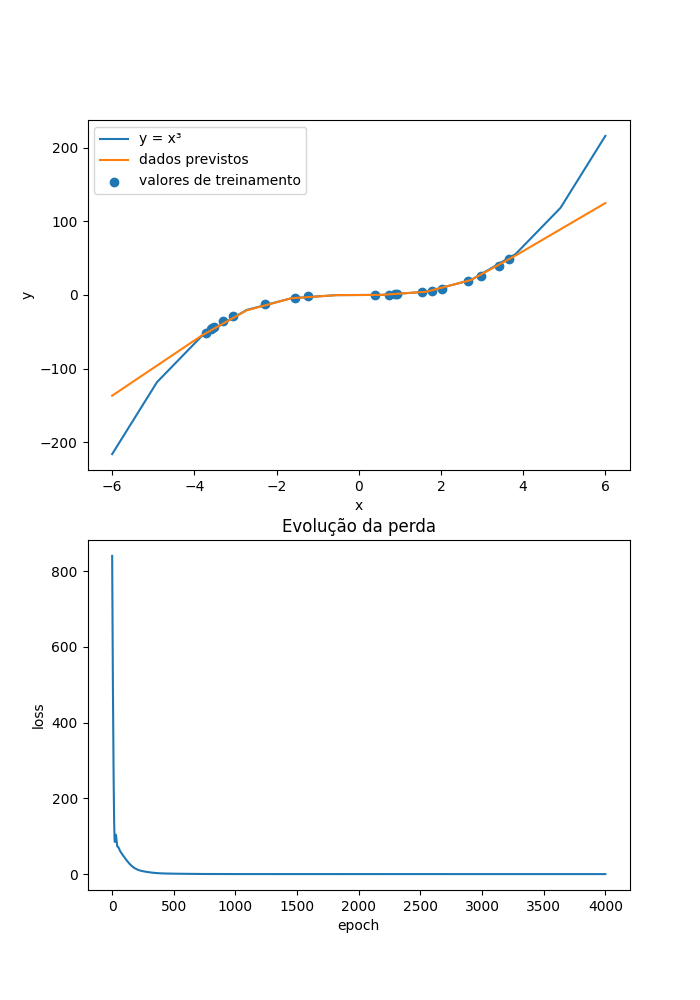 y = x³
dados previstos
valores de treinamento
200
100
0
−100
−200
y
−6 −4 −2 0 2 4 6
x
Evolução da perda
800
600
400
200
0
loss
0 500 1000 1500 2000 2500 3000 3500 4000
epoch